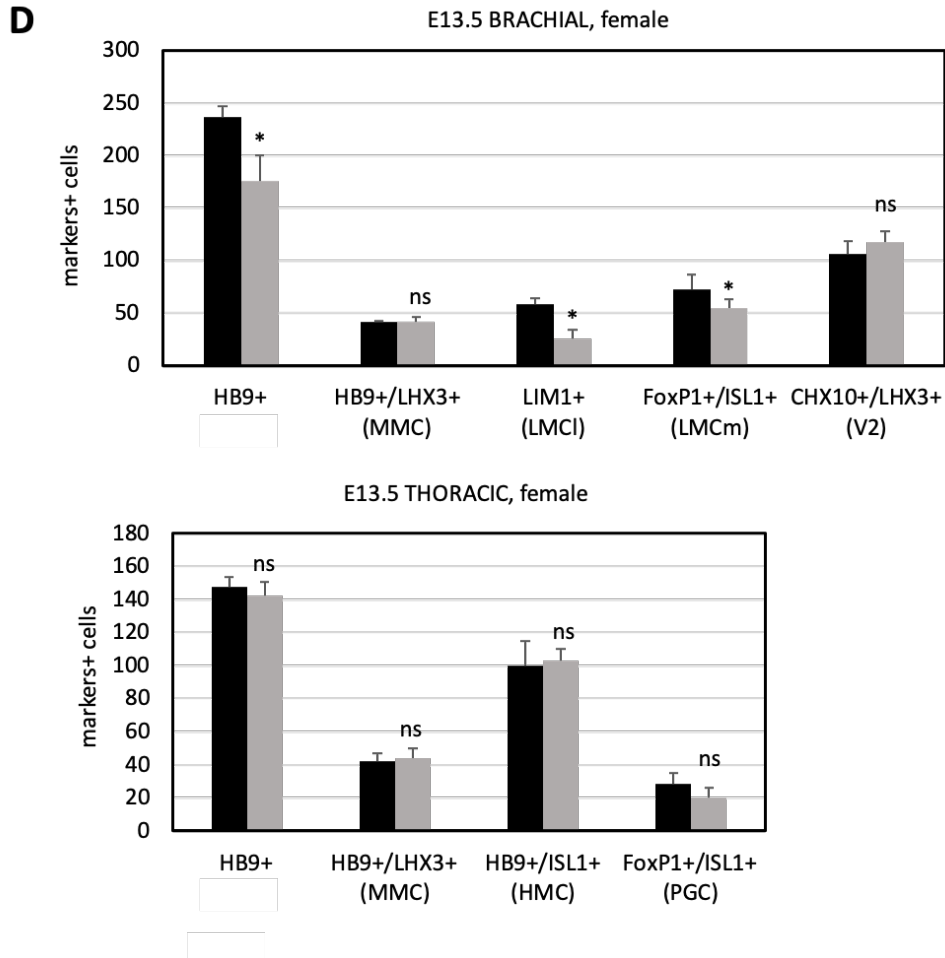 D
E13.5 BRACHIAL, female
300
250
200
150
100
50
0
markers+ cells
*
ns
*
*
ns
HB9+ HB9+/LHX3+ LIM1+ FoxP1+/ISL1+ CHX10+/LHX3+
(MMC) (LMCl) (LMCm) (V2)
E13.5 THORACIC, female
180
160
140
120
100
80
60
40
20
0
markers+ cells
ns
ns
ns
ns
HB9+ HB9+/LHX3+ HB9+/ISL1+ FoxP1+/ISL1+
(MMC) (HMC) (PGC)